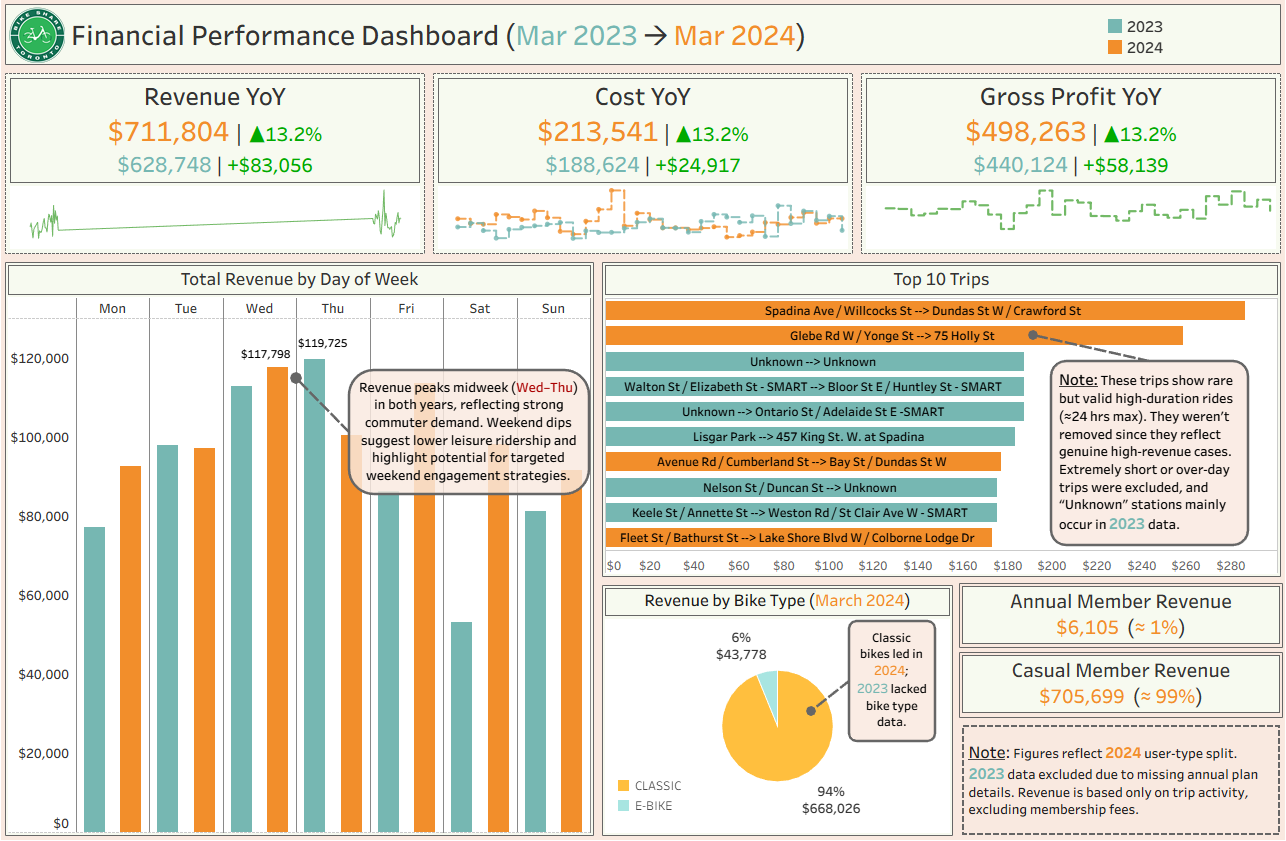 BIKE SHARE
TORONTO
Financial Performance Dashboard (Mar 2023 → Mar 2024)
2023
2024
Revenue YoY
$711,804 | ▲13.2%
$628,748 | +$83,056
Cost YoY
$213,541 | ▲13.2%
$188,624 | +$24,917
Gross Profit YoY
$498,263 | ▲13.2%
$440,124 | +$58,139
Total Revenue by Day of Week
Mon Tue Wed Thu Fri Sat Sun
$120,000
$100,000
$80,000
$60,000
$40,000
$20,000
$0
$117,798
$119,725
Revenue peaks midweek (Wed–Thu)
in both years, reflecting strong
commuter demand. Weekend dips
suggest lower leisure ridership and
highlight potential for targeted
weekend engagement strategies.
Top 10 Trips
Spadina Ave / Willcocks St --> Dundas St W / Crawford St
Glebe Rd W / Yonge St --> 75 Holly St
Unknown --> Unknown
Walton St / Elizabeth St - SMART --> Bloor St E / Huntley St - SMART
Unknown --> Ontario St / Adelaide St E -SMART
Lisgar Park --> 457 King St. W. at Spadina
Avenue Rd / Cumberland St --> Bay St / Dundas St W
Nelson St / Duncan St --> Unknown
Keele St / Annette St --> Weston Rd / St Clair Ave W - SMART
Fleet St / Bathurst St --> Lake Shore Blvd W / Colborne Lodge Dr
$0 $20 $40 $60 $80 $100 $120 $140 $160 $180 $200 $220 $240 $260 $280
Note: These trips show rare
but valid high-duration rides
(≈24 hrs max). They weren't
removed since they reflect
genuine high-revenue cases.
Extremely short or over-day
trips were excluded, and
“Unknown” stations mainly
occur in 2023 data.
Revenue by Bike Type (March 2024)
6%
$43,778
94%
$668,026
CLASSIC
E-BIKE
Classic
bikes led in
2024;
2023 lacked
bike type
data.
Annual Member Revenue
$6,105 (≈ 1%)
Casual Member Revenue
$705,699 (≈ 99%)
Note: Figures reflect 2024 user-type split.
2023 data excluded due to missing annual plan
details. Revenue is based only on trip activity,
excluding membership fees.